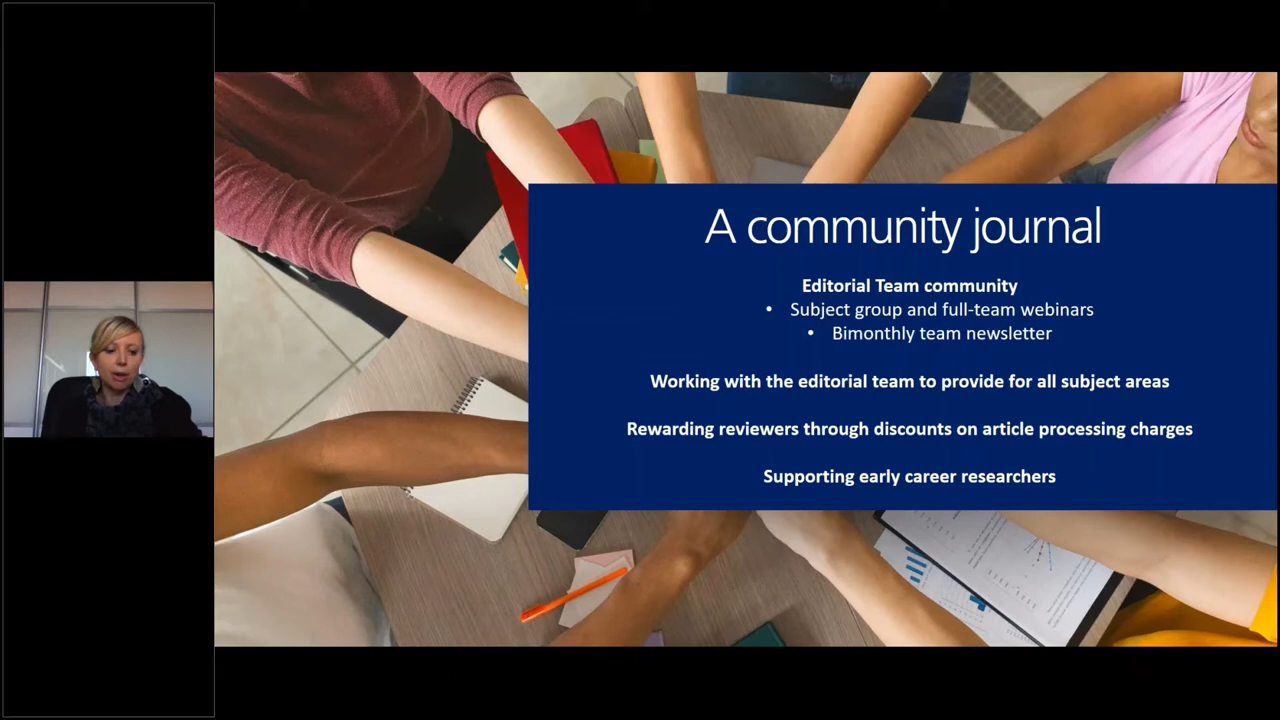 A community journal
Editorial Team community
• Subject group and full-team webinars
• Bimonthly team newsletter
Working with the editorial team to provide for all subject areas
Rewarding reviewers through discounts on article processing charges
Supporting early career researchers